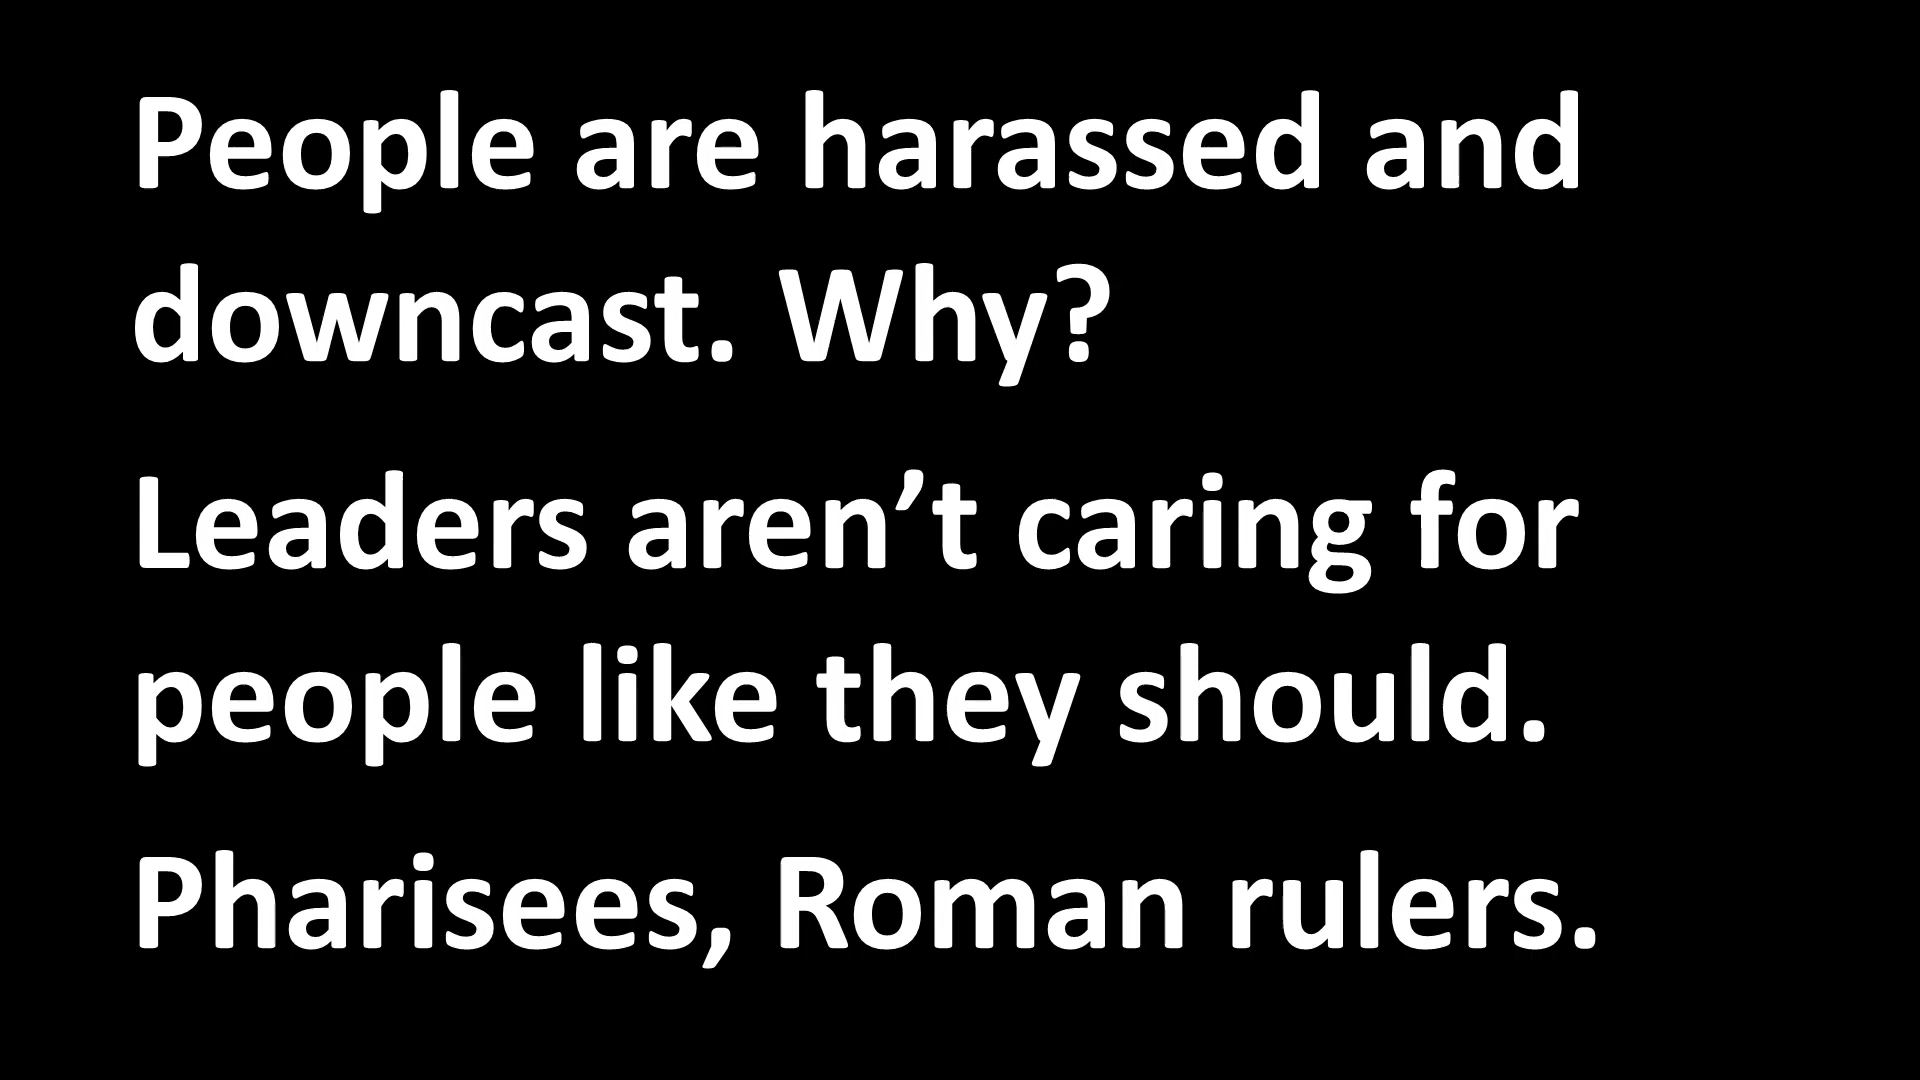 People are harassed and
downcast. Why?
Leaders aren’t caring for
people like they should.
Pharisees, Roman rulers.